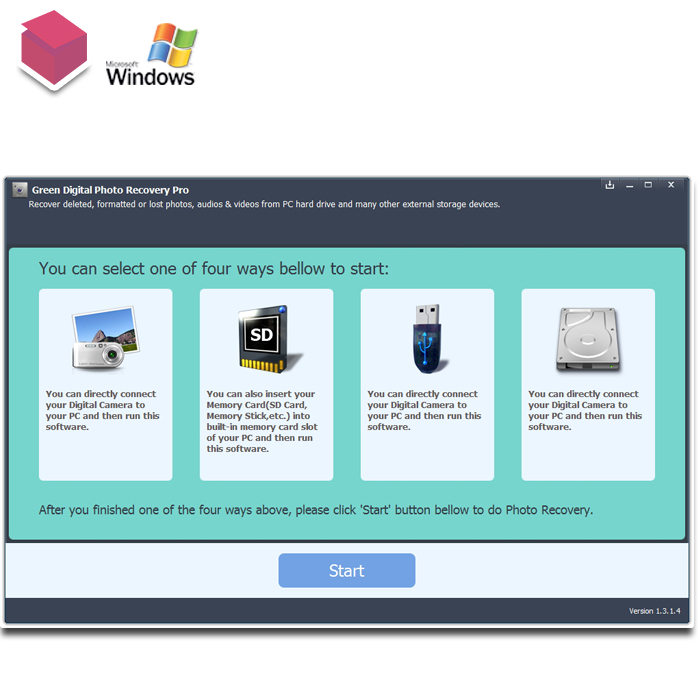 Microsoft
Windows
Green Digital Photo Recovery Pro
Recover deleted, formatted or lost photos, audios & videos from PC hard drive and many other external storage devices.
You can select one of four ways bellow to start:
SD
You can directly connect
your Digital Camera to
your PC and then run this
software.
You can also insert your
Memory Card(SD Card,
Memory Stick,etc.) into
built-in memory card slot
of your PC and then run
this software.
You can directly connect
your Digital Camera to
your PC and then run this
software.
You can directly connect
your Digital Camera to
your PC and then run this
software.
After you finished one of the four ways above, please click 'Start' button bellow to do Photo Recovery.
Start
Version 1.3.1.4